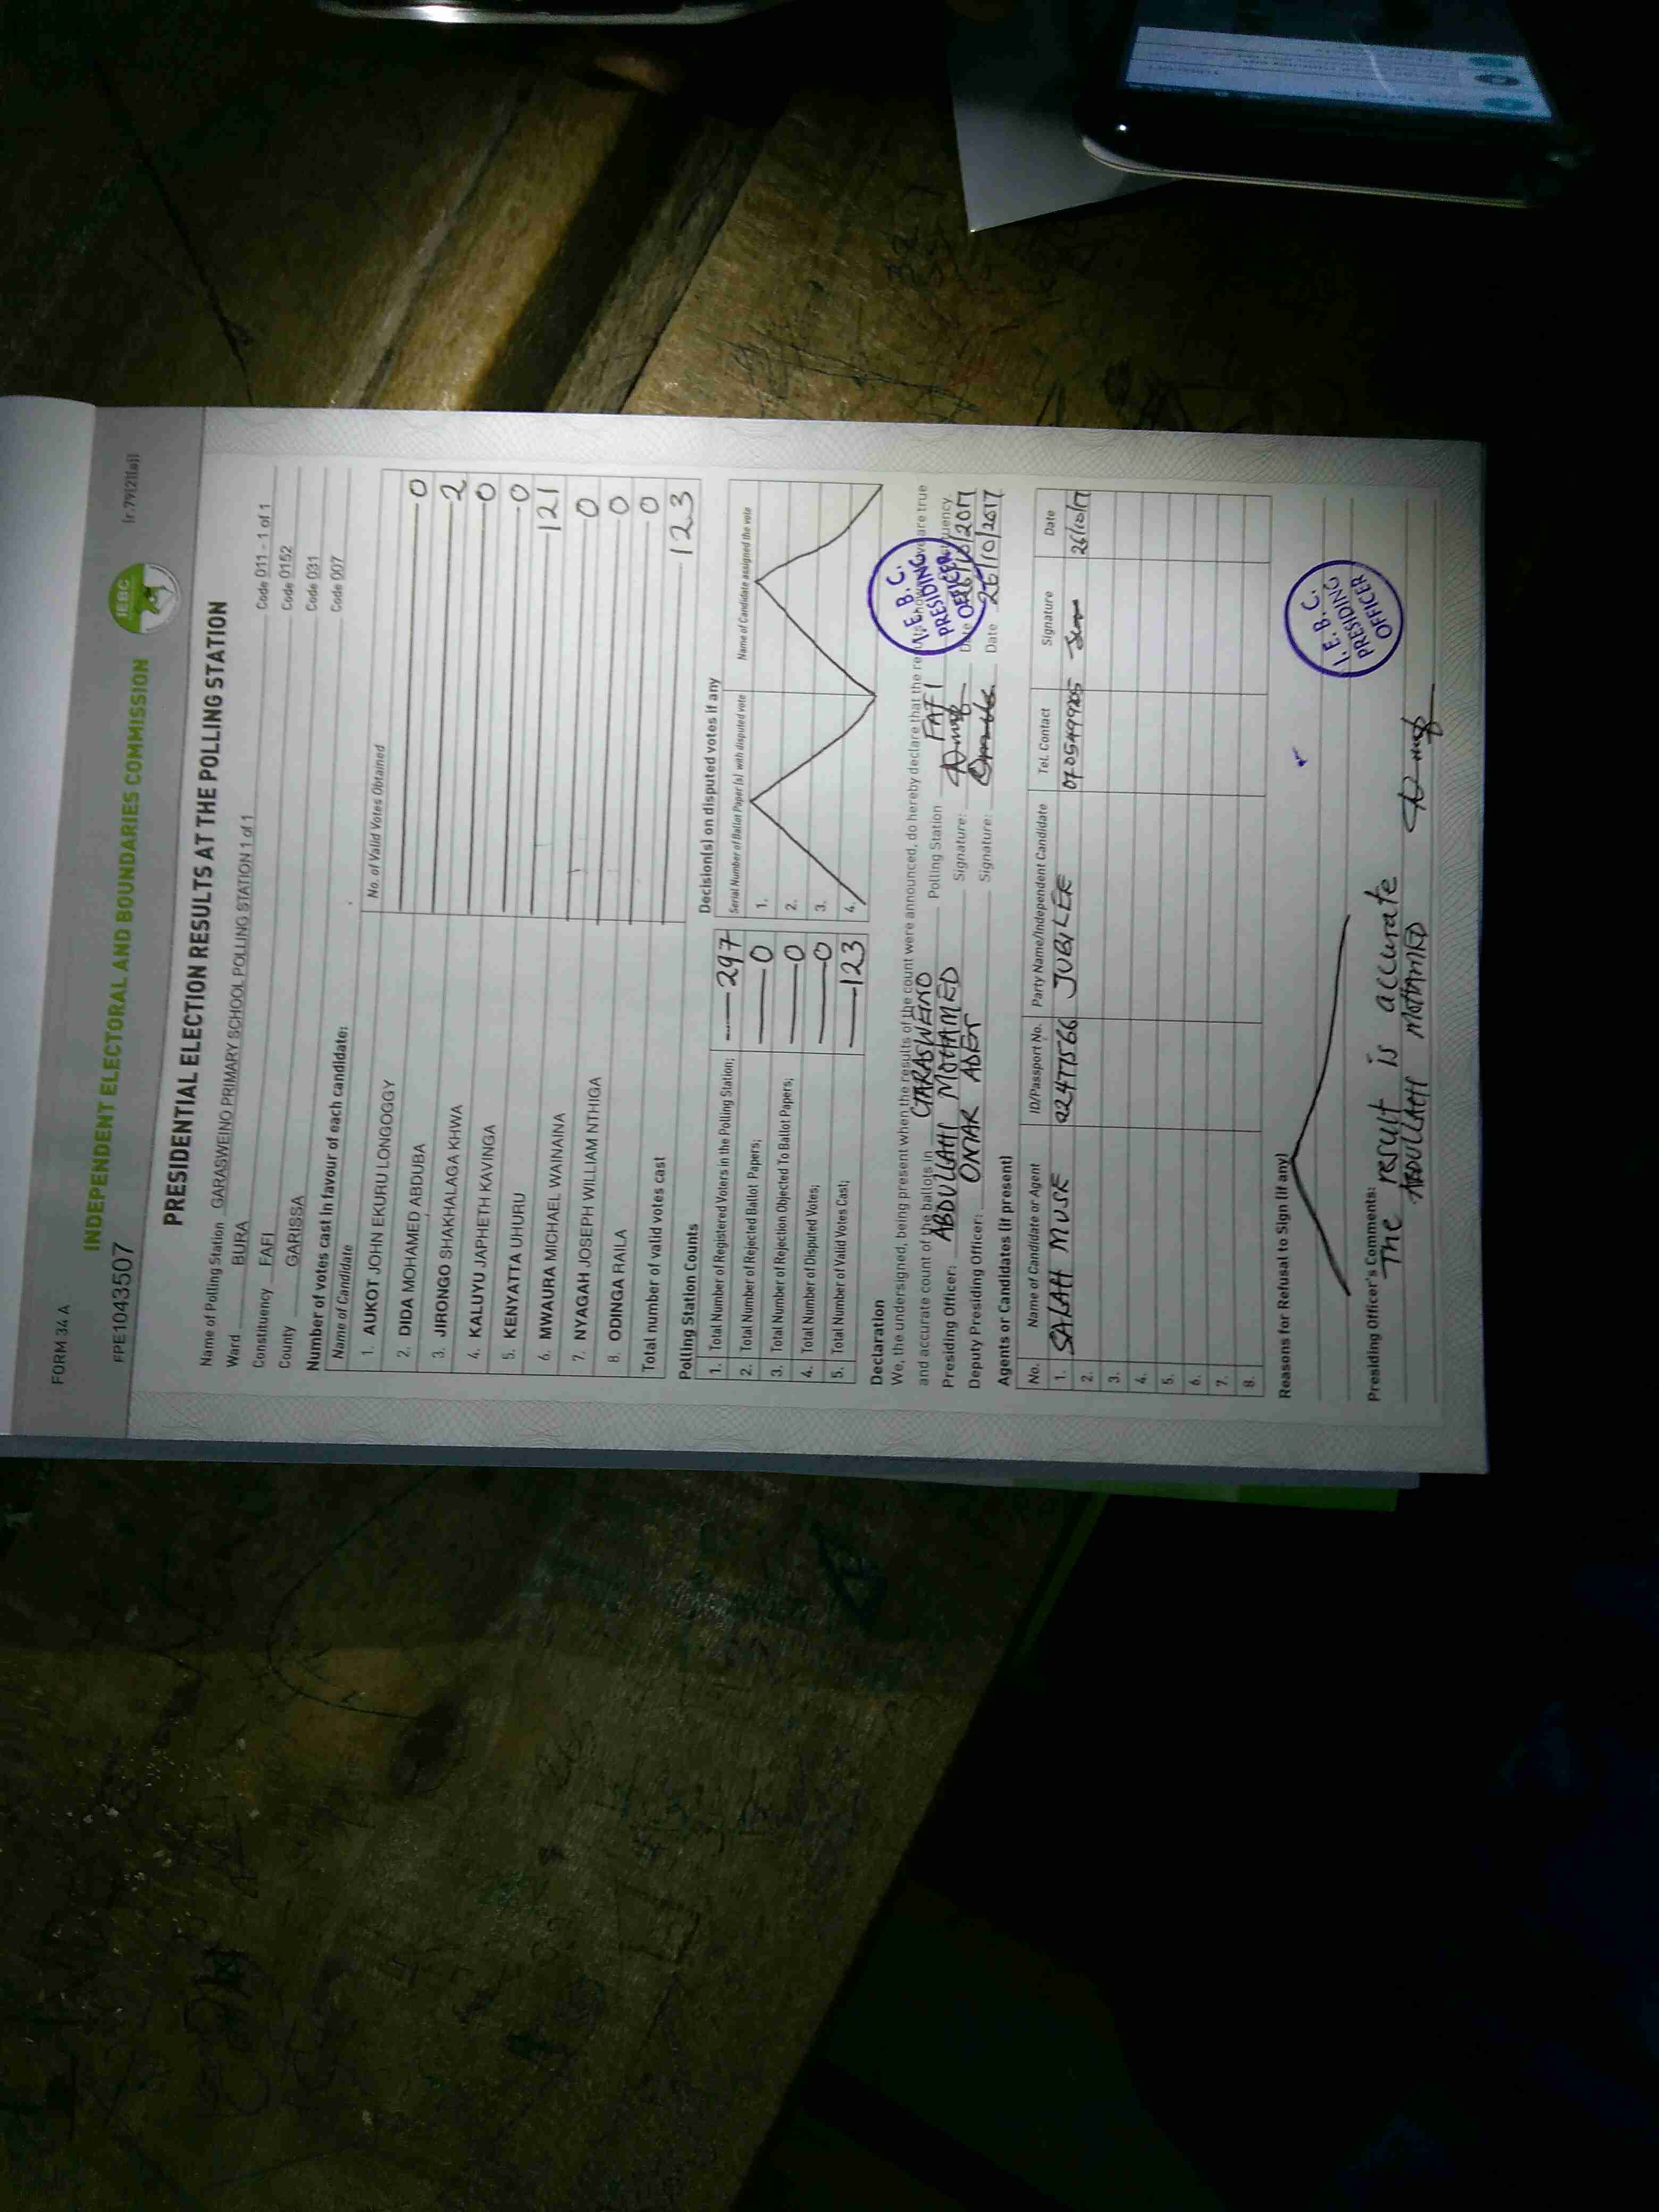 FORM 34 A
INDEPENDENT ELECTORAL AND BOUNDARIES COMMISSION
IEBC
FPE1043507
(r.79(2)(a))
PRESIDENTIAL ELECTION RESULTS AT THE POLLING STATION
Name of Polling Station GARASWEINO PRIMARY SCHOOL POLLING STATION 1 of 1 Code 011 - 1 of 1
Ward BURA Code 0152
Constituency FAFI Code 031
County GARISSA Code 007
Number of votes cast in favour of each candidate:
Name of Candidate No. of Valid Votes Obtained
1. AUKOT JOHN EKURU LONGOGGY 0
2. DIDA MOHAMED ABDUBA 2
3. JIRONGO SHAKHALAGA KHWA 0
4. KALUYU JAPHETH KAVINGA 0
5. KENYATTA UHURU 121
6. MWAURA MICHAEL WAINAINA 0
7. NYAGAH JOSEPH WILLIAM NTHIGA 0
8. ODINGA RAILA 0
Total number of valid votes cast 123
Polling Station Counts
1. Total Number of Registered Voters in the Polling Station; 297
2. Total Number of Rejected Ballot Papers; 0
3. Total Number of Rejection Objected To Ballot Papers; 0
4. Total Number of Disputed Votes; 0
5. Total Number of Valid Votes Cast; 123
Decision(s) on disputed votes if any
Serial Number of Ballot Paper (s) with disputed vote Name of Candidate assigned the vote
1.
2.
3.
4.
Declaration
We, the undersigned, being present when the results of the count were announced, do hereby declare that the results shown above are true
and accurate count of the ballots in GARASWEINO Polling Station FAFI
Presiding Officer: ABDULLAHI MOHAMED Signature: Date 26/10/2017
Deputy Presiding Officer: OMAR ADEN Signature: Date 26/10/2017
I.E.B.C. PRESIDING OFFICER
Agents or Candidates (if present)
No. Name of Candidate or Agent ID/Passport No. Party Name/Independent Candidate Tel. Contact Signature Date
1. SALAH MUSE 22477566 JUBILEE 0705499205 26/10/17
2.
3.
4.
5.
6.
7.
8.
Reasons for Refusal to Sign (if any)
I.E.B.C. PRESIDING OFFICER
Presiding Officer's Comments:
The result is accurate
ABDULLAHI MOHAMED